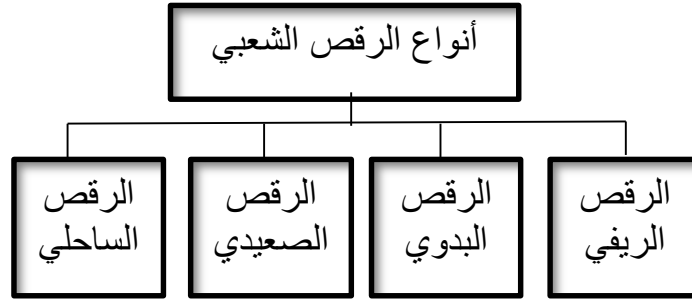 أنواع الرقص الشعبي
الرقص
الريفي
الرقص
البدوي
الرقص
الصعيدي
الرقص
الساحلي